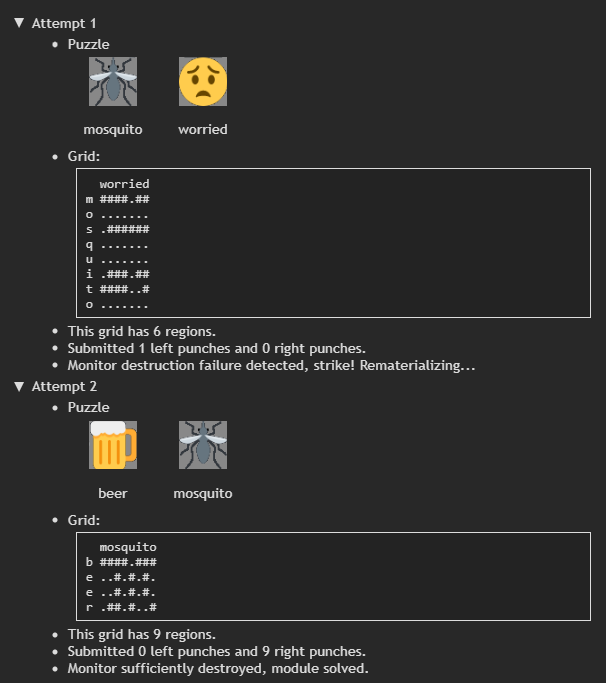 ▼ Attempt 1
• Puzzle
mosquito worried
• Grid:
  worried
m ####.##
o .......
s .######
q .......
u .......
i .###.##
t ####..#
o .......
• This grid has 6 regions.
• Submitted 1 left punches and 0 right punches.
• Monitor destruction failure detected, strike! Rematerializing...
▼ Attempt 2
• Puzzle
beer mosquito
• Grid:
  mosquito
b ####.###
e ..#.#.#.
e ..#.#.#.
r .##.#..#
• This grid has 9 regions.
• Submitted 0 left punches and 9 right punches.
• Monitor sufficiently destroyed, module solved.